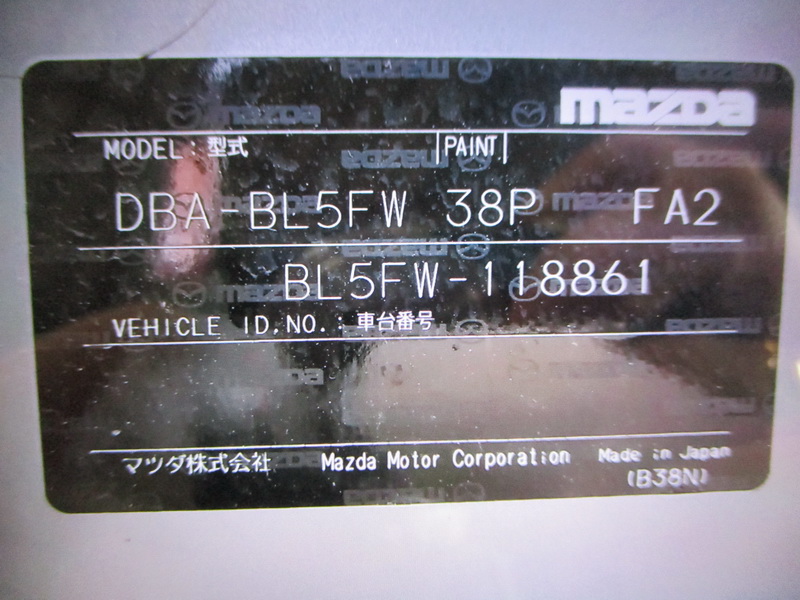 mazda
MODEL : 型式 PAINT
DBA-BL5FW 38P FA2
BL5FW-118861
VEHICLE ID.NO. : 車台番号
マツダ株式会社 Mazda Motor Corporation Made in Japan
(B38N)